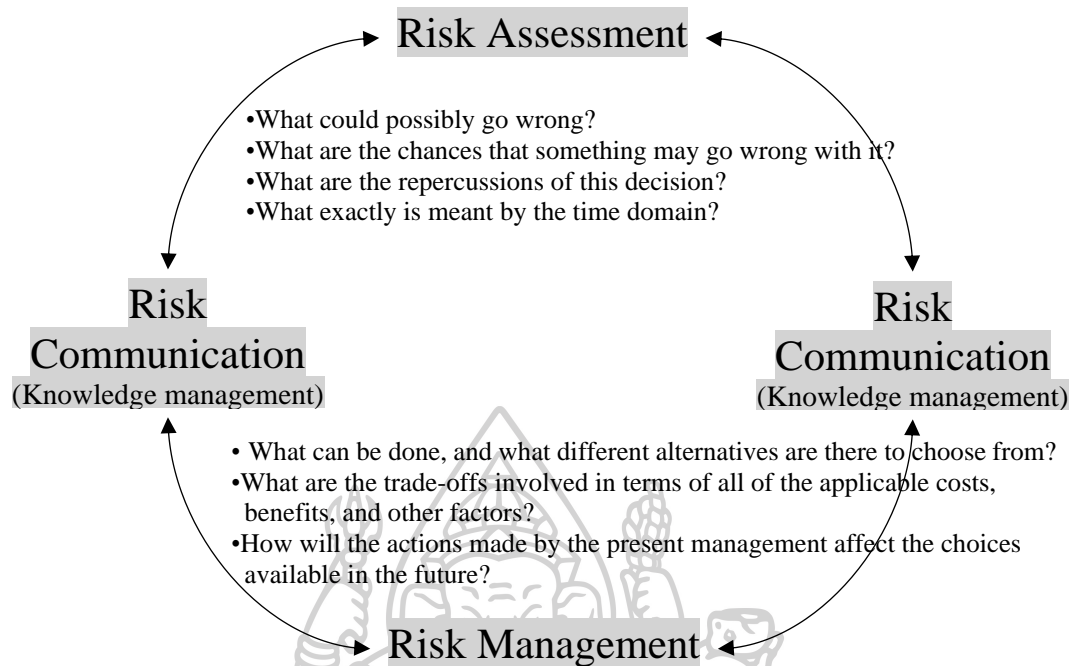 Risk Assessment
•What could possibly go wrong?
•What are the chances that something may go wrong with it?
•What are the repercussions of this decision?
•What exactly is meant by the time domain?
Risk
Communication
(Knowledge management)
Risk
Communication
(Knowledge management)
• What can be done, and what different alternatives are there to choose from?
•What are the trade-offs involved in terms of all of the applicable costs,
benefits, and other factors?
•How will the actions made by the present management affect the choices
available in the future?
Risk Management